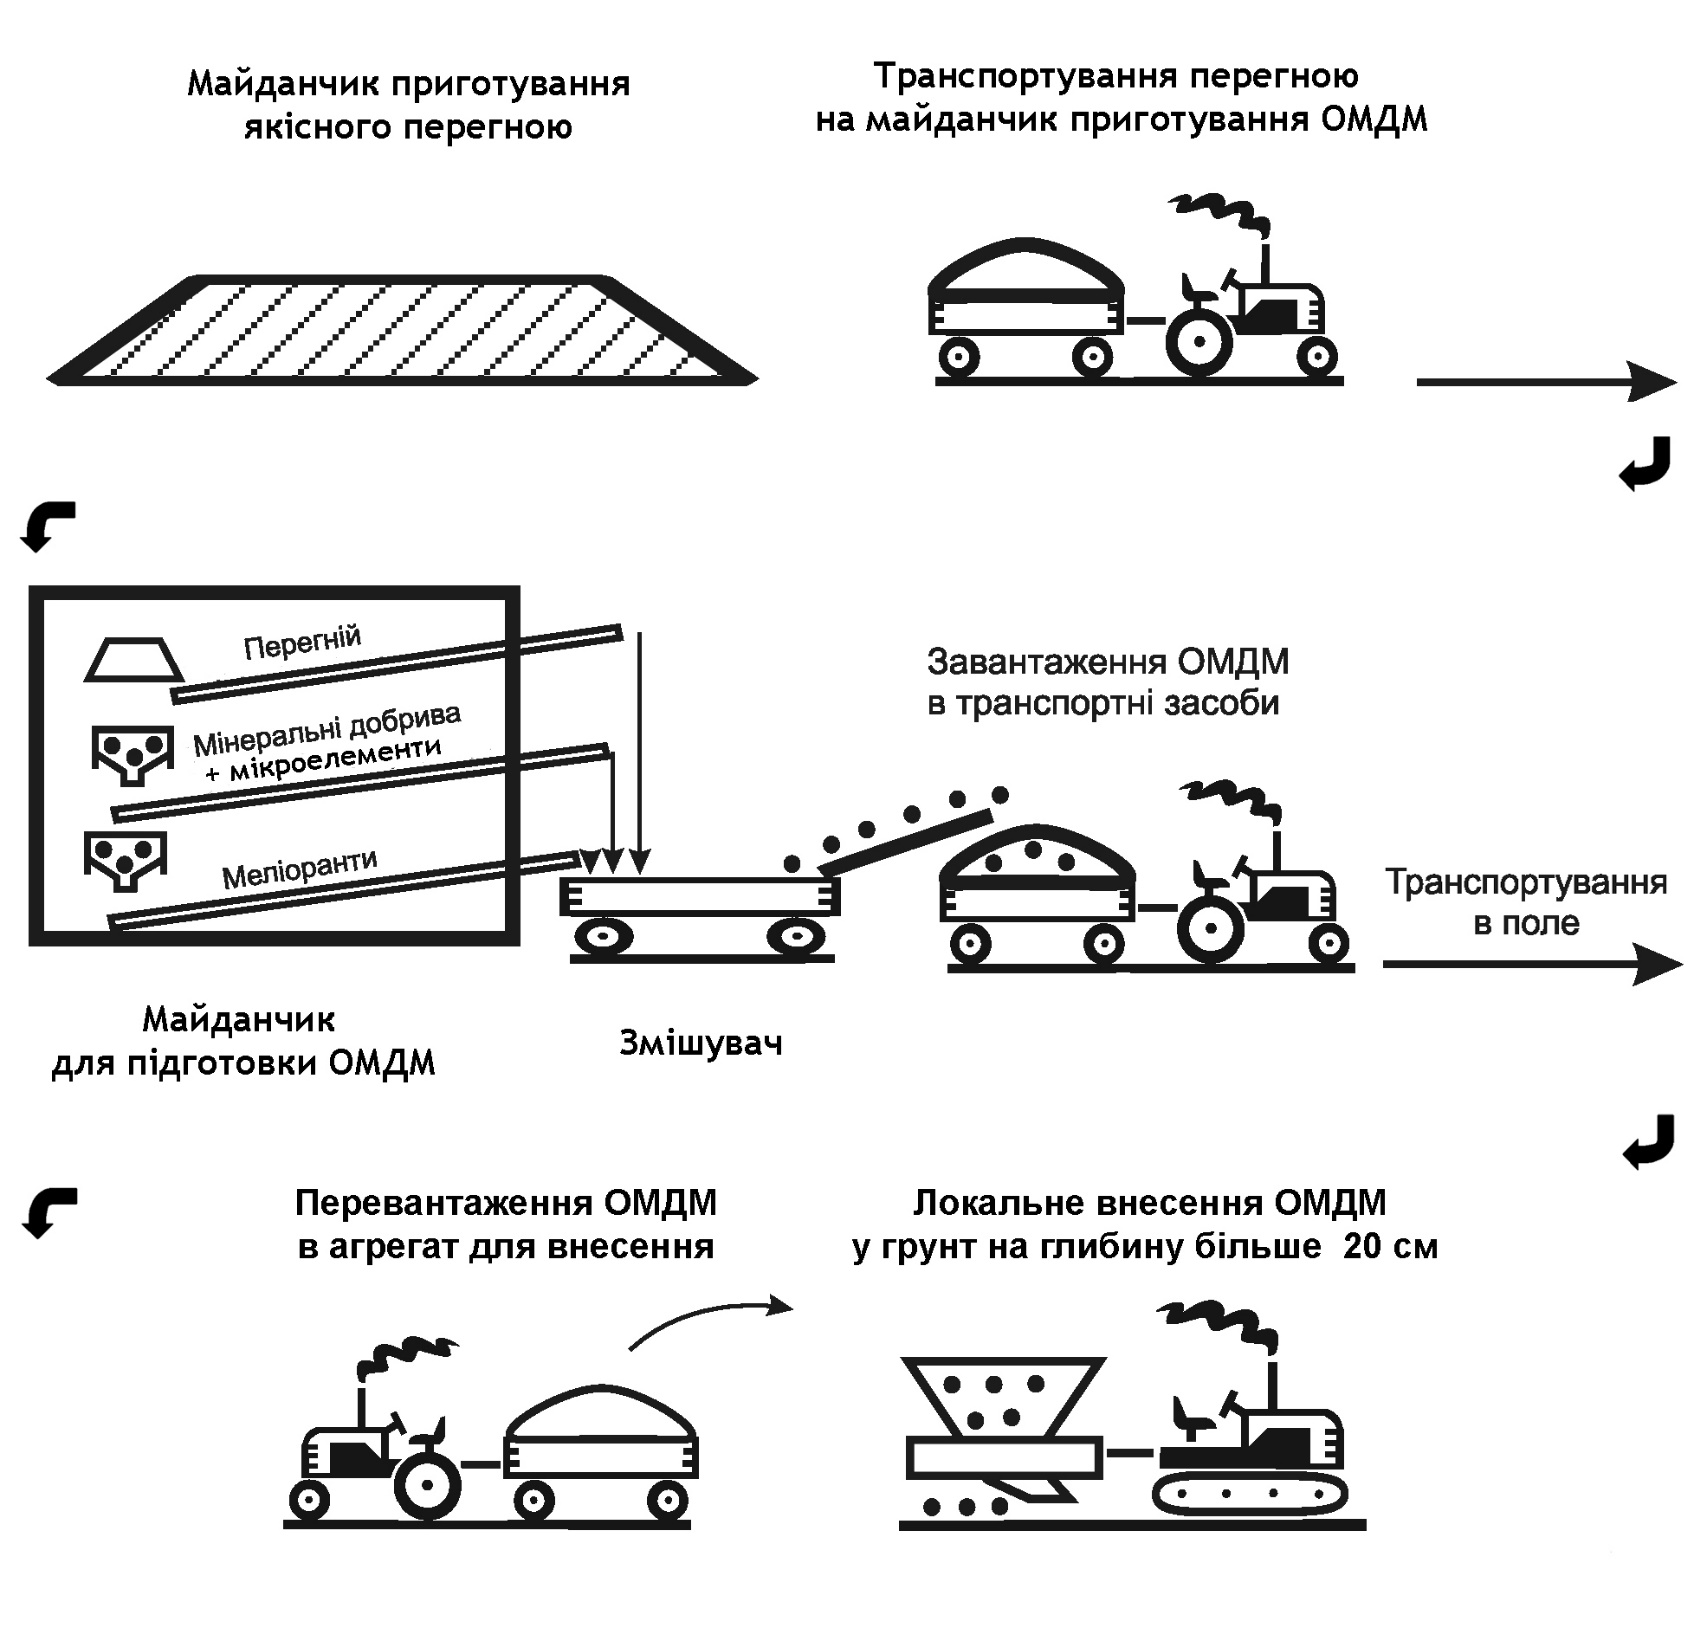 Майданчик приготування
якісного перегною
Транспортування перегною
на майданчик приготування ОМДМ
Перегній
Мінеральні добрива
+ мікроелементи
Меліоранти
Завантаження ОМДМ
в транспортні засоби
Транспортування
в поле
Майданчик
для підготовки ОМДМ
Змішувач
Перевантаження ОМДМ
в агрегат для внесення
Локальне внесення ОМДМ
у грунт на глибину більше 20 см